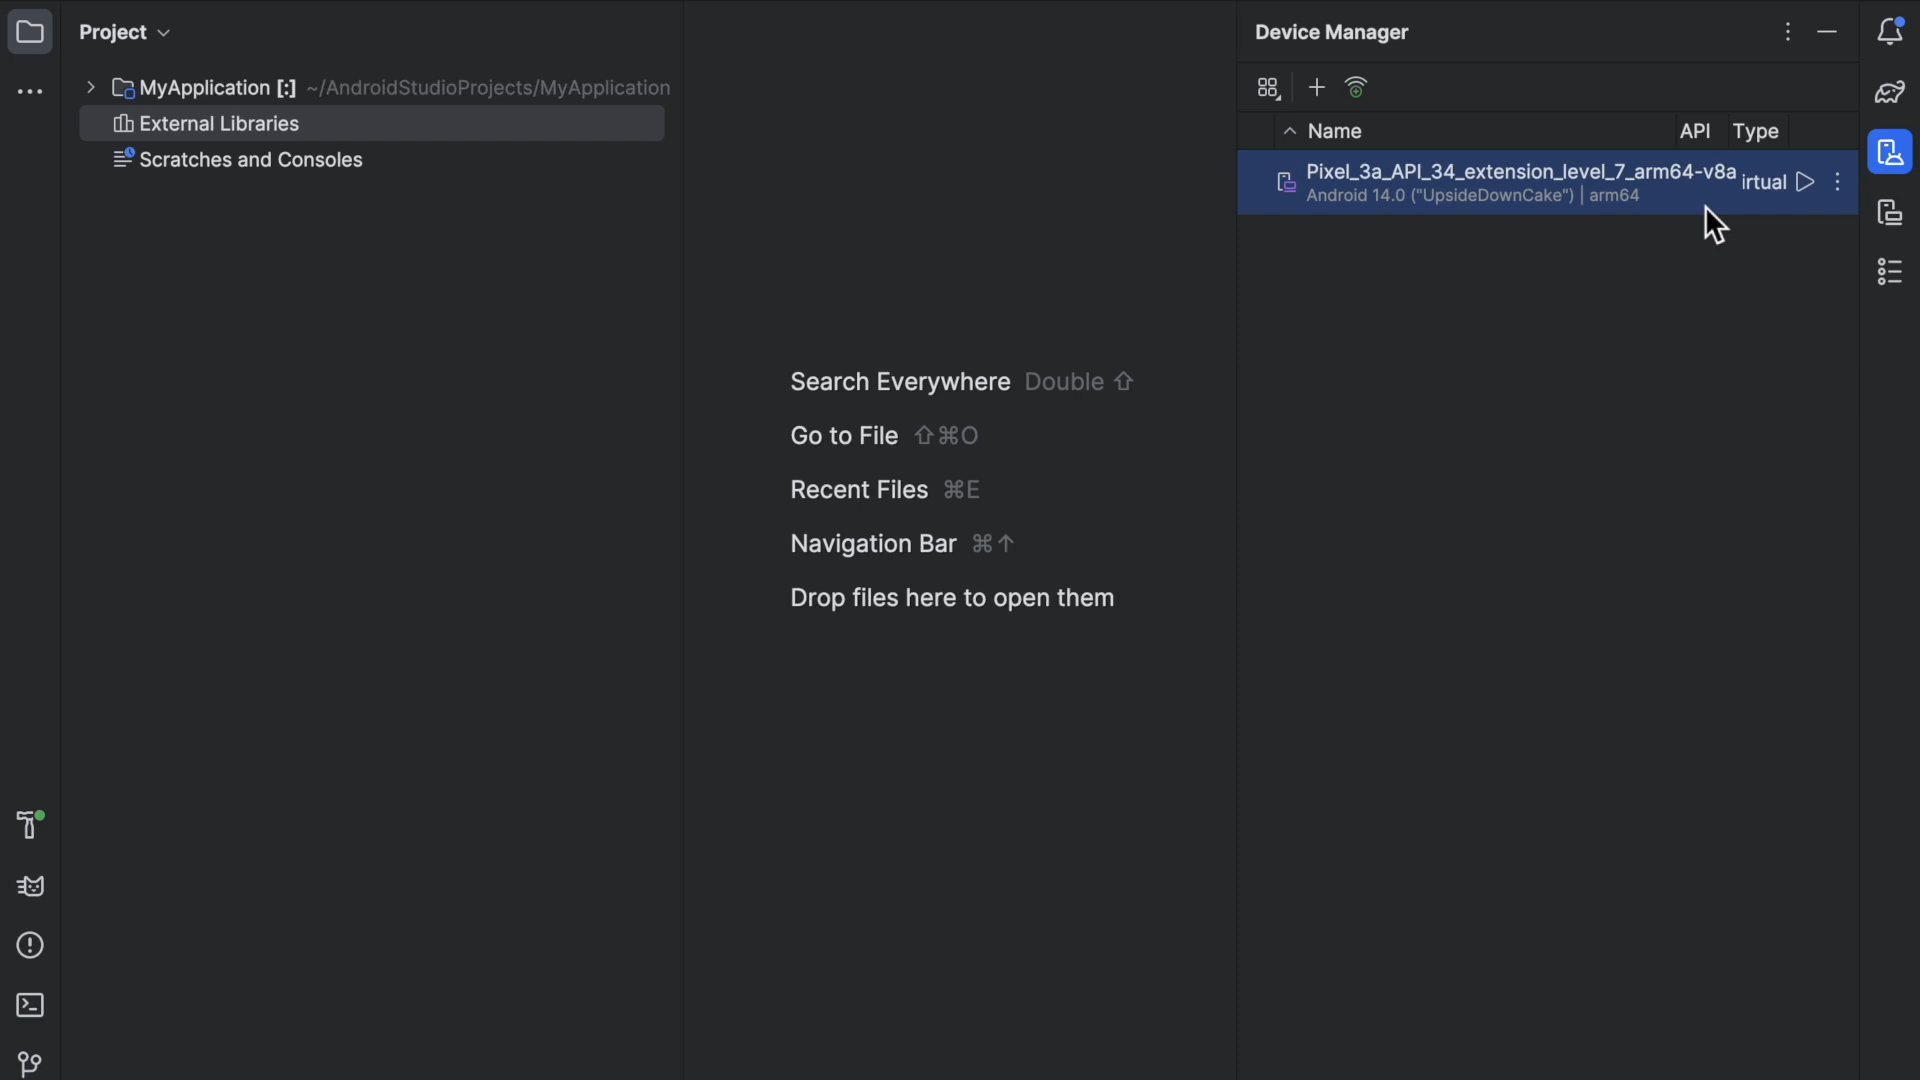 Project
MyApplication [:] ~/AndroidStudioProjects/MyApplication
External Libraries
Scratches and Consoles
Search Everywhere Double ⇧
Go to File ⇧⌘O
Recent Files ⌘E
Navigation Bar ⌘↑
Drop files here to open them
Device Manager
Name API Type
Pixel_3a_API_34_extension_level_7_arm64-v8a irtual
Android 14.0 ("UpsideDownCake") | arm64